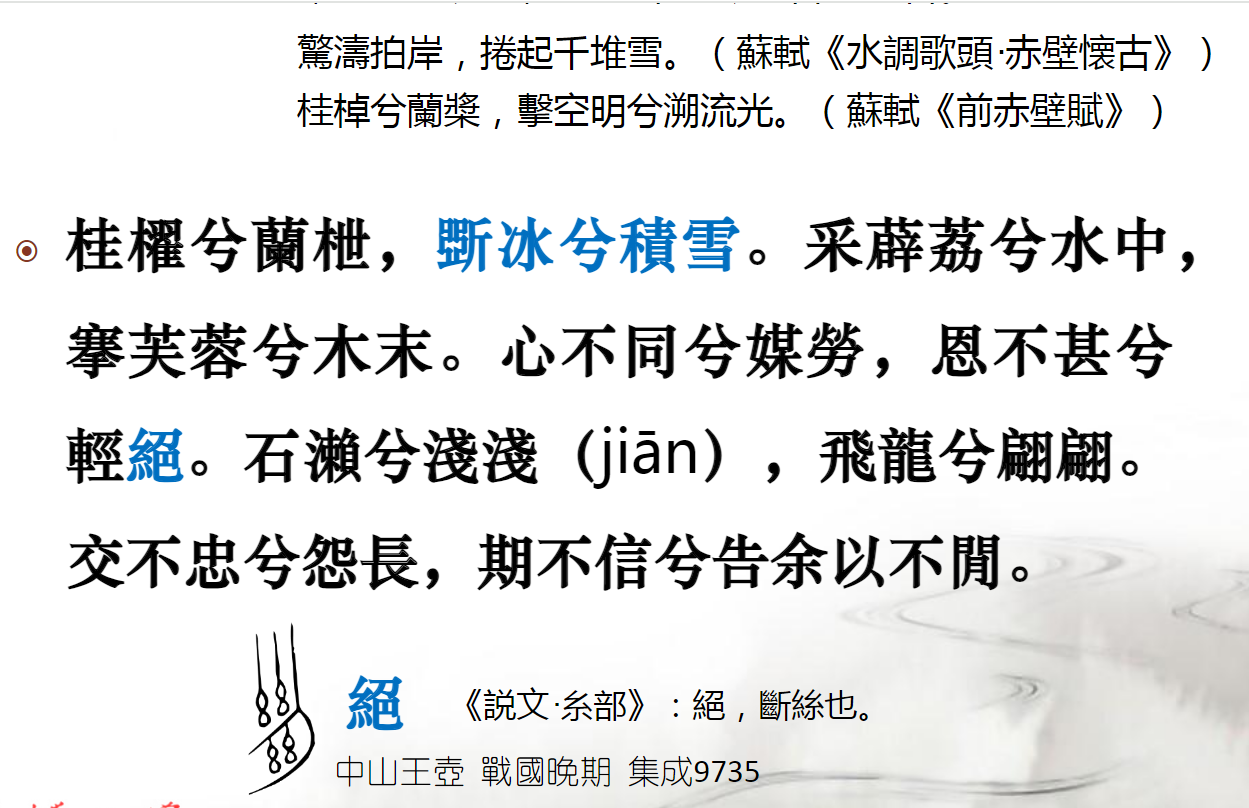 驚濤拍岸，捲起千堆雪。（蘇軾《水調歌頭·赤壁懷古》）
桂棹兮蘭槳，擊空明兮溯流光。（蘇軾《前赤壁賦》）
桂櫂兮蘭枻，斲冰兮積雪。采薜荔兮水中，
搴芙蓉兮木末。心不同兮媒勞，恩不甚兮
輕絕。石瀨兮淺淺（jiān），飛龍兮翩翩。
交不忠兮怨長，期不信兮告余以不閒。
絕 《説文·糸部》：絕，斷絲也。
中山王壺 戰國晚期 集成9735